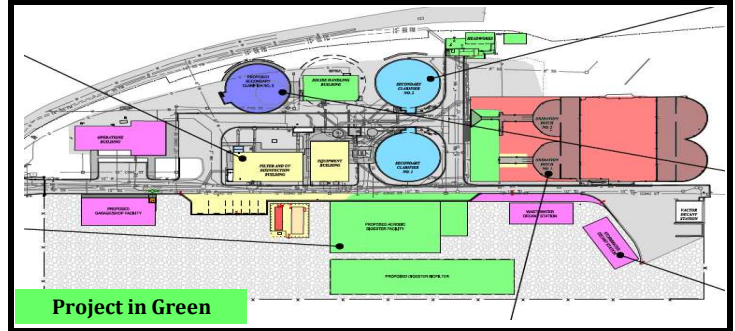 HEADWORKS
PROPOSED
SECONDARY
CLARIFIER NO. 3
SOLIDS HANDLING
BUILDING
SECONDARY
CLARIFIER
NO. 2
OPERATIONS
BUILDING
FILTER AND UV
DISINFECTION
BUILDING
EQUIPMENT
BUILDING
SECONDARY
CLARIFIER
NO. 1
OXIDATION
DITCH
NO. 2
OXIDATION
DITCH
NO. 1
PROPOSED
GARAGE/SHOP FACILITY
PROPOSED AEROBIC
DIGESTER FACILITY
DECANT STATION
VACTOR
DECANT
STATION
PROPOSED DIGESTER BIOFILTER
Project in Green